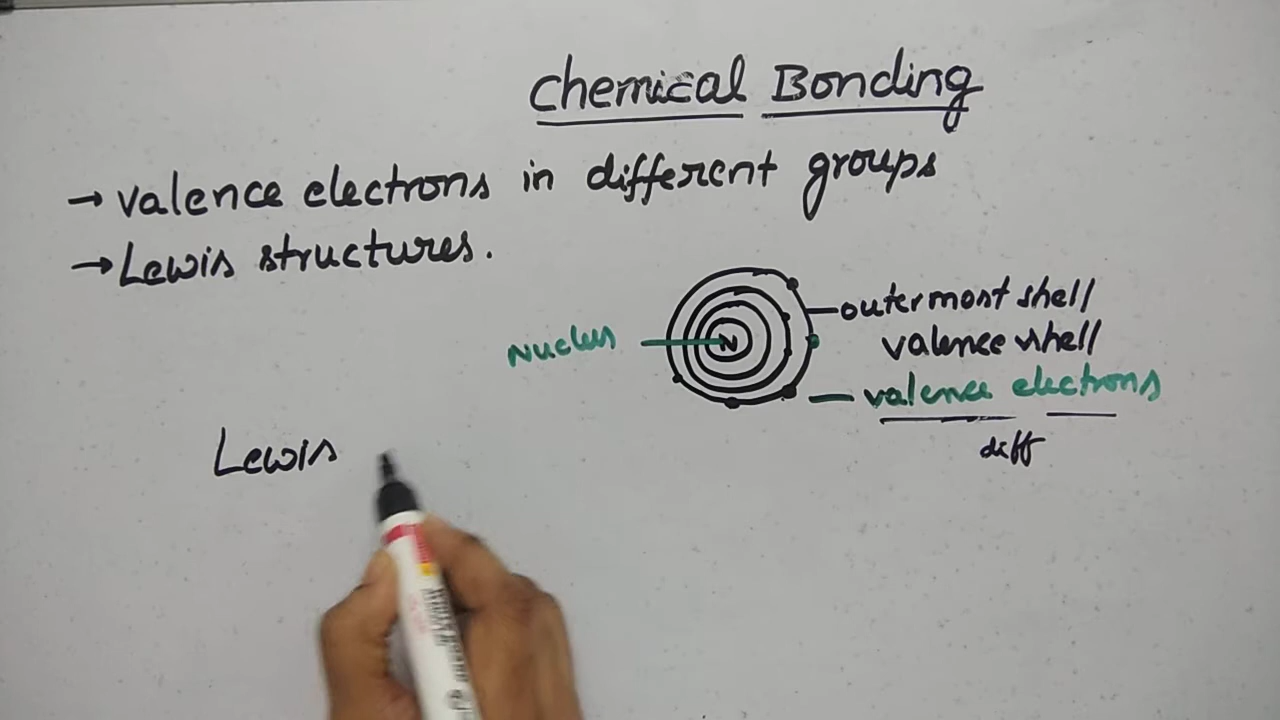 Chemical Bonding
→ valence electrons in different groups
→ Lewis structures.
outermost shell
Nucleus
N
valence shell
valence electrons
diff
Lewis